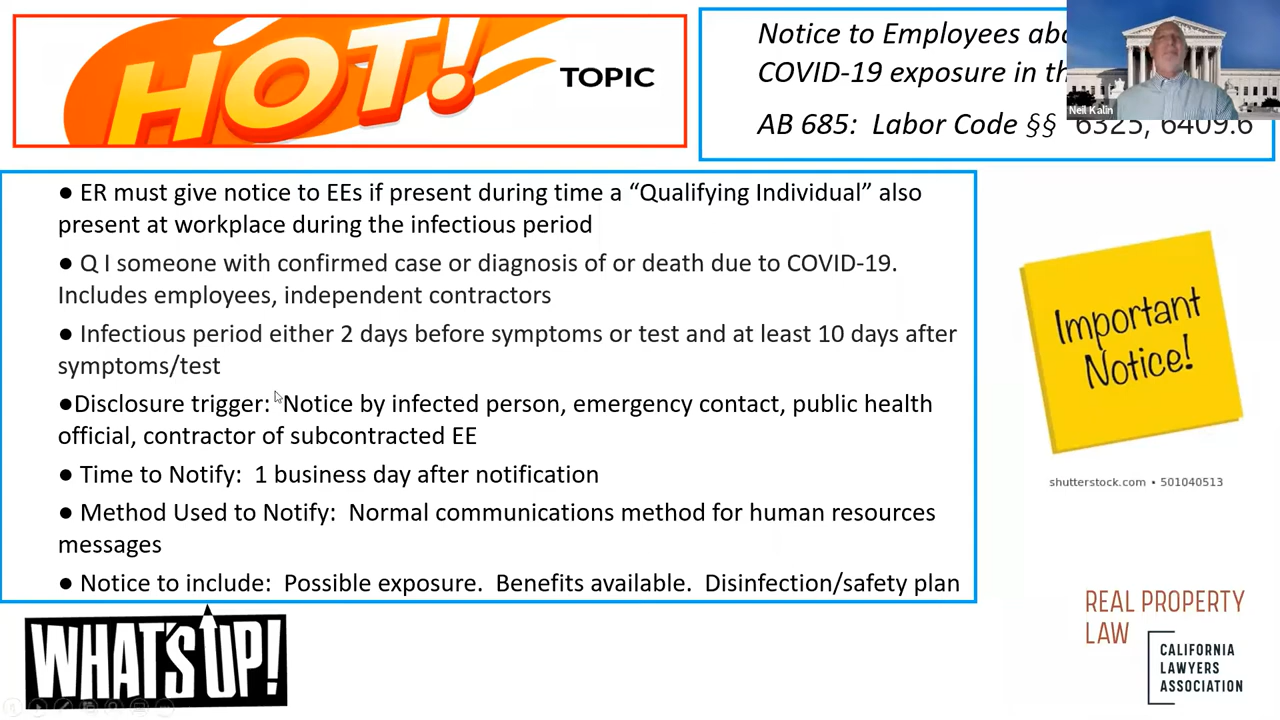 HOT!
TOPIC
Notice to Employees
COVID-19 exposure in
AB 685: Labor Code §§ 6325, 6409.6
Neil Kalin
● ER must give notice to EEs if present during time a “Qualifying Individual” also
present at workplace during the infectious period
● Q I someone with confirmed case or diagnosis of or death due to COVID-19.
Includes employees, independent contractors
● Infectious period either 2 days before symptoms or test and at least 10 days after
symptoms/test
●Disclosure trigger: Notice by infected person, emergency contact, public health
official, contractor of subcontracted EE
● Time to Notify: 1 business day after notification
● Method Used to Notify: Normal communications method for human resources
messages
● Notice to include: Possible exposure. Benefits available. Disinfection/safety plan
Important
Notice!
shutterstock.com • 501040513
WHAT'S UP!
REAL PROPERTY
LAW
CALIFORNIA
LAWYERS
ASSOCIATION